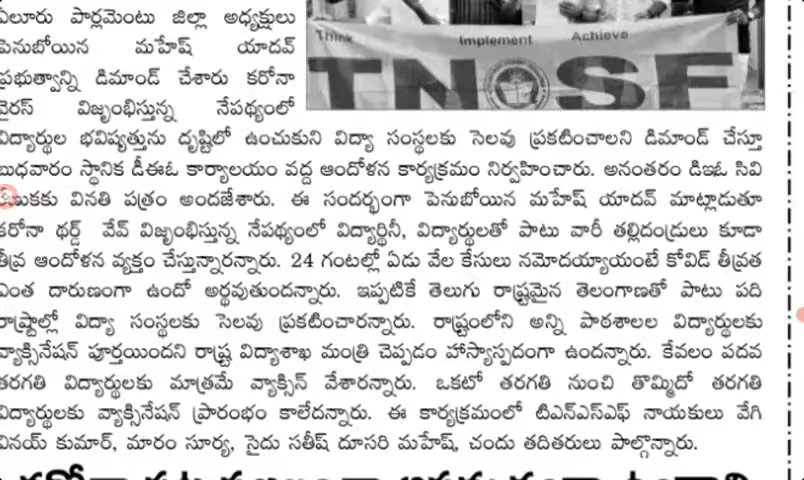 ఏలూరు పార్లమెంటు జిల్లా అధ్యక్షులు
పెనుబోయిన మహేష్ యాదవ్
ప్రభుత్వాన్ని డిమాండ్ చేశారు కరోనా
వైరస్ విజృంభిస్తున్న నేపథ్యంలో
Think Implement Achieve
TNSF
విద్యార్థుల భవిష్యత్తును దృష్టిలో ఉంచుకుని విద్యా సంస్థలకు సెలవు ప్రకటించాలని డిమాండ్ చేస్తూ
బుధవారం స్థానిక డీఈఓ కార్యాలయం వద్ద ఆందోళన కార్యక్రమం నిర్వహించారు. అనంతరం డిఇఓ సివి
వినతి పత్రం అందజేశారు. ఈ సందర్భంగా పెనుబోయిన మహేష్ యాదవ్ మాట్లాడుతూ
కరోనా థర్డ్ వేవ్ విజృంభిస్తున్న నేపథ్యంలో విద్యార్థినీ, విద్యార్థులతో పాటు వారీ తల్లిదండ్రులు కూడా
తీవ్ర ఆందోళన వ్యక్తం చేస్తున్నారన్నారు. 24 గంటల్లో ఏడు వేల కేసులు నమోదయ్యాయంటే కోవిడ్ తీవ్రత
ఎంత దారుణంగా ఉందో అర్థవుతుందన్నారు. ఇప్పటికే తెలుగు రాష్ట్రమైన తెలంగాణతో పాటు పది
రాష్ట్రాల్లో విద్యా సంస్థలకు సెలవు ప్రకటించారన్నారు. రాష్ట్రంలోని అన్ని పాఠశాలల విద్యార్థులకు
వ్యాక్సినేషన్ పూర్తయిందని రాష్ట్ర విద్యాశాఖ మంత్రి చెప్పడం హాస్యాస్పదంగా ఉందన్నారు. కేవలం పదవ
తరగతి విద్యార్థులకు మాత్రమే వ్యాక్సిన్ వేశారన్నారు. ఒకటో తరగతి నుంచి తొమ్మిదో తరగతి
విద్యార్థులకు వ్యాక్సినేషన్ ప్రారంభం కాలేదన్నారు. ఈ కార్యక్రమంలో టిఎన్ఎస్ఎఫ్ నాయకులు వేగి
వినయ్ కుమార్, మారం సూర్య, సైదు సతీష్ దూసరి మహేష్, చందు తదితరులు పాల్గొన్నారు.